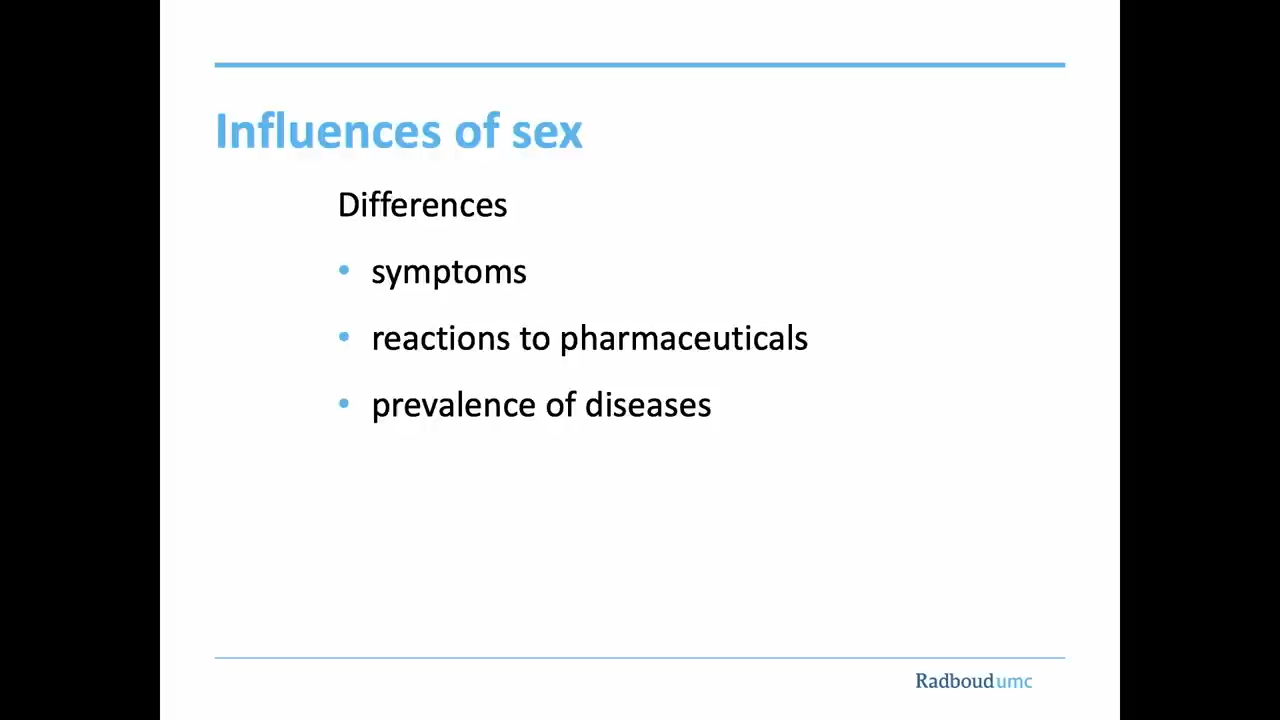 Influences of sex
Differences
• symptoms
• reactions to pharmaceuticals
• prevalence of diseases
Radboudumc